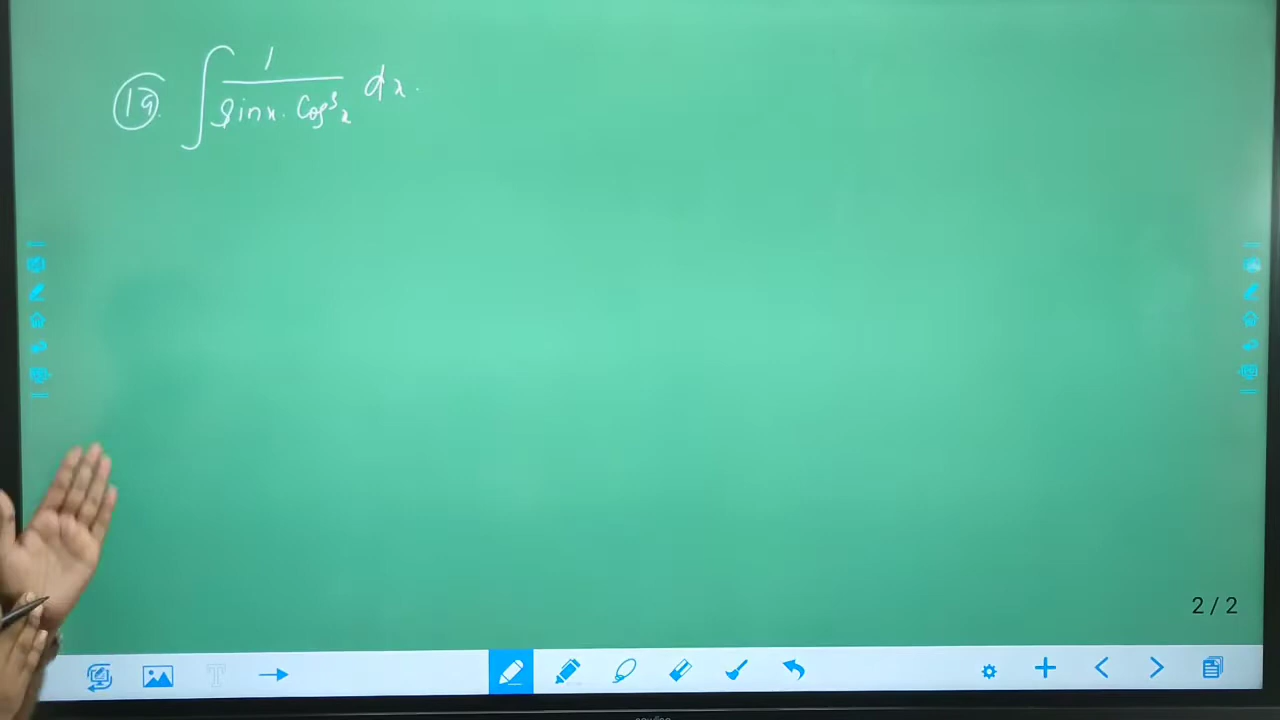 19. ∫ 1/(sinx. Cos³x) dx.
2 / 2